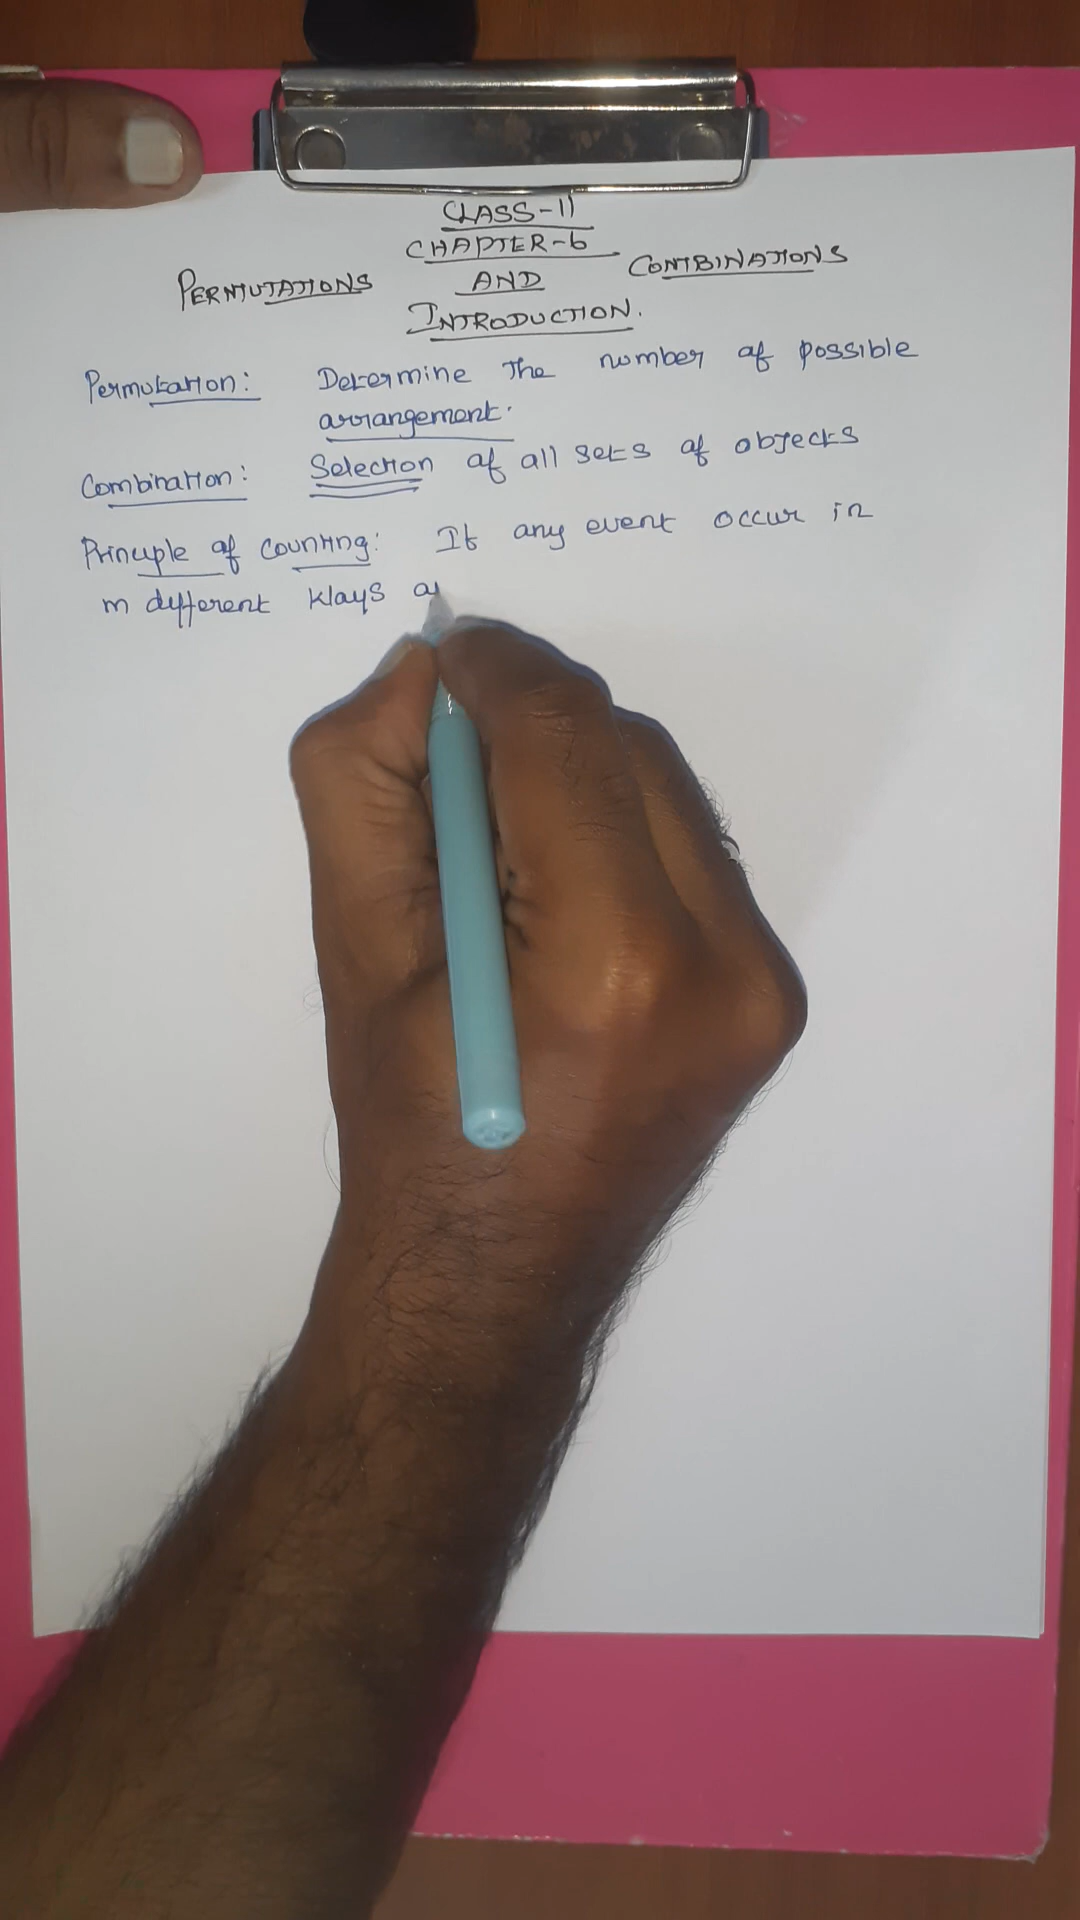 CLASS-11
CHAPTER-6
PERMUTATIONS AND COMBINATIONS
INTRODUCTION.
Permutation: Determine The number of possible
arrangement.
Combination: Selection of all sets of objects
Principle of Counting: If any event occur in
m different ways